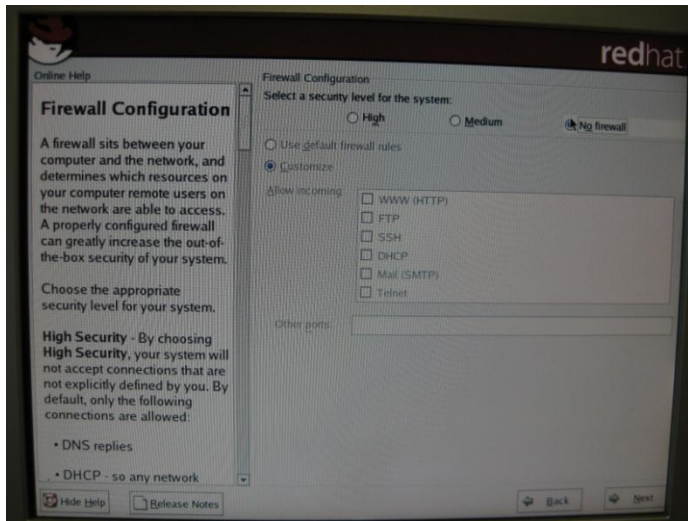 redhat.
Online Help
Firewall Configuration
A firewall sits between your
computer and the network, and
determines which resources on
your computer remote users on
the network are able to access.
A properly configured firewall
can greatly increase the out-of-
the-box security of your system.
Choose the appropriate
security level for your system.
High Security - By choosing
High Security, your system will
not accept connections that are
not explicitly defined by you. By
default, only the following
connections are allowed:
• DNS replies
• DHCP - so any network
Firewall Configuration
Select a security level for the system:
High
Medium
No firewall
Use default firewall rules
Customize
Allow incoming:
WWW (HTTP)
FTP
SSH
DHCP
Mail (SMTP)
Telnet
Other ports:
Hide Help
Release Notes
Back
Next